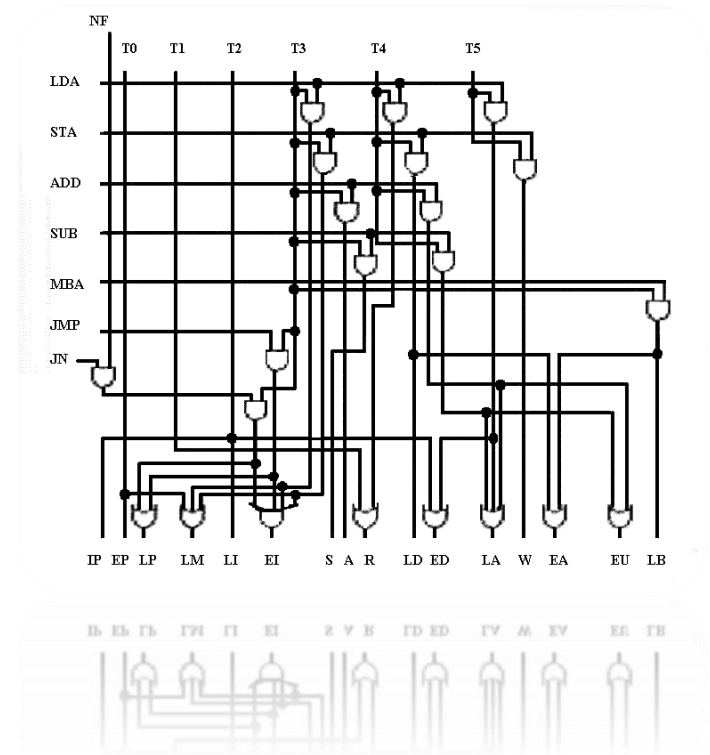 NF
T0 T1 T2 T3 T4 T5
LDA
STA
ADD
SUB
MBA
JMP
JN
IP EP LP LM LI EI S A R LD ED LA W EA EU LB